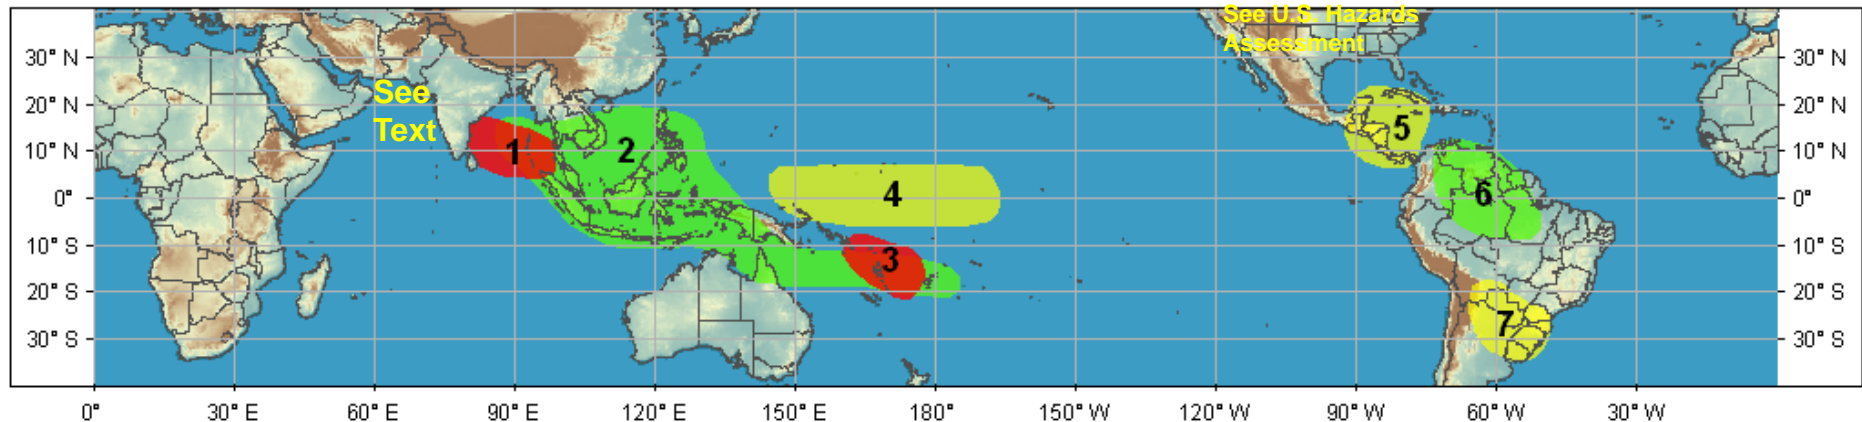 See U.S. Hazards
Assessment
30° N
30° N
See
Text
20° N
20° N
1
2
5
10° N
10° N
0°
4
6
0°
10° S
3
10° S
20° S
20° S
7
30° S
30° S
0°
30° E
60° E
90° E
120° E
150° E
180°
150° W
120° W
90° W
60° W
30° W